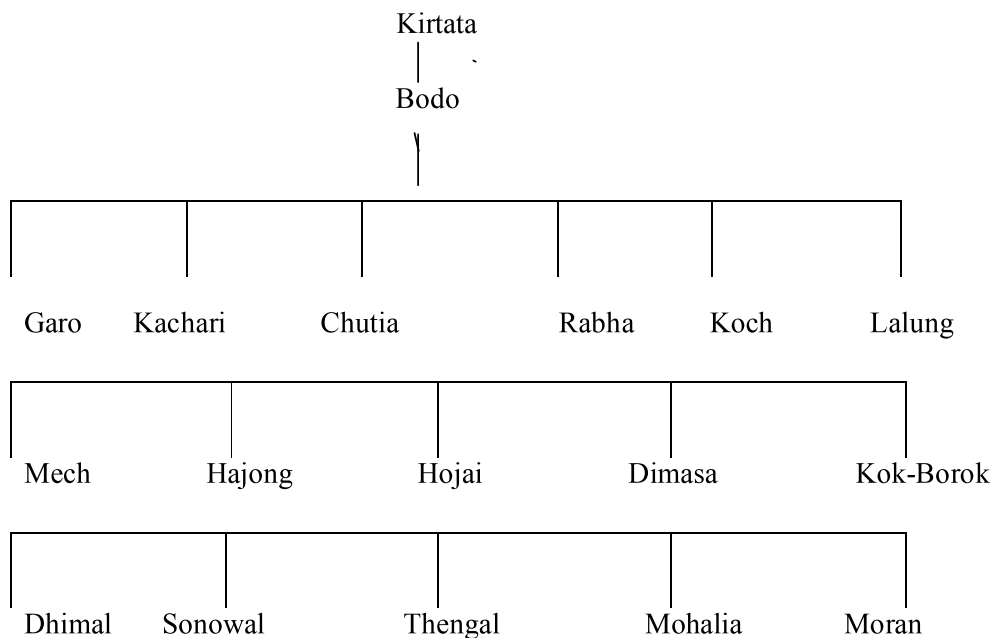 Kirtata
Bodo
Garo Kachari Chutia Rabha Koch Lalung
Mech Hajong Hojai Dimasa Kok-Borok
Dhimal Sonowal Thengal Mohalia Moran